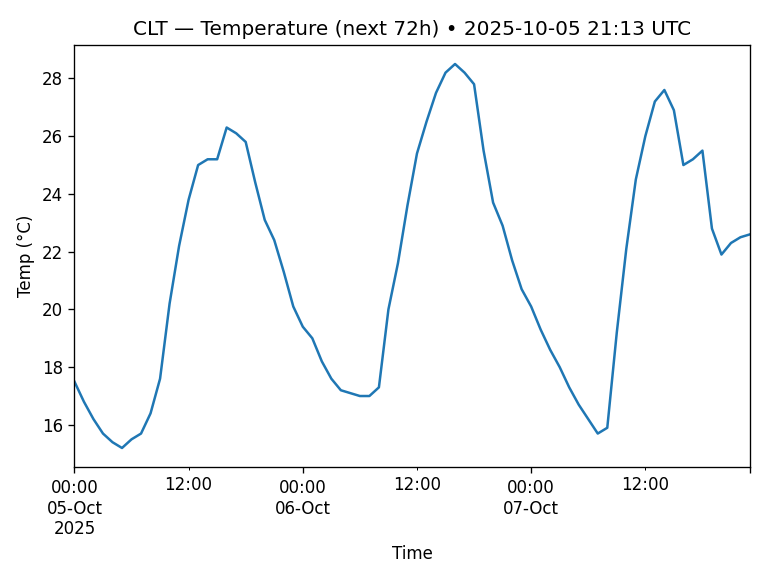 CLT — Temperature (next 72h) • 2025-10-05 21:13 UTC
Temp (°C)
28
26
24
22
20
18
16
00:00 12:00 00:00 12:00 00:00 12:00
05-Oct 06-Oct 07-Oct
2025
Time